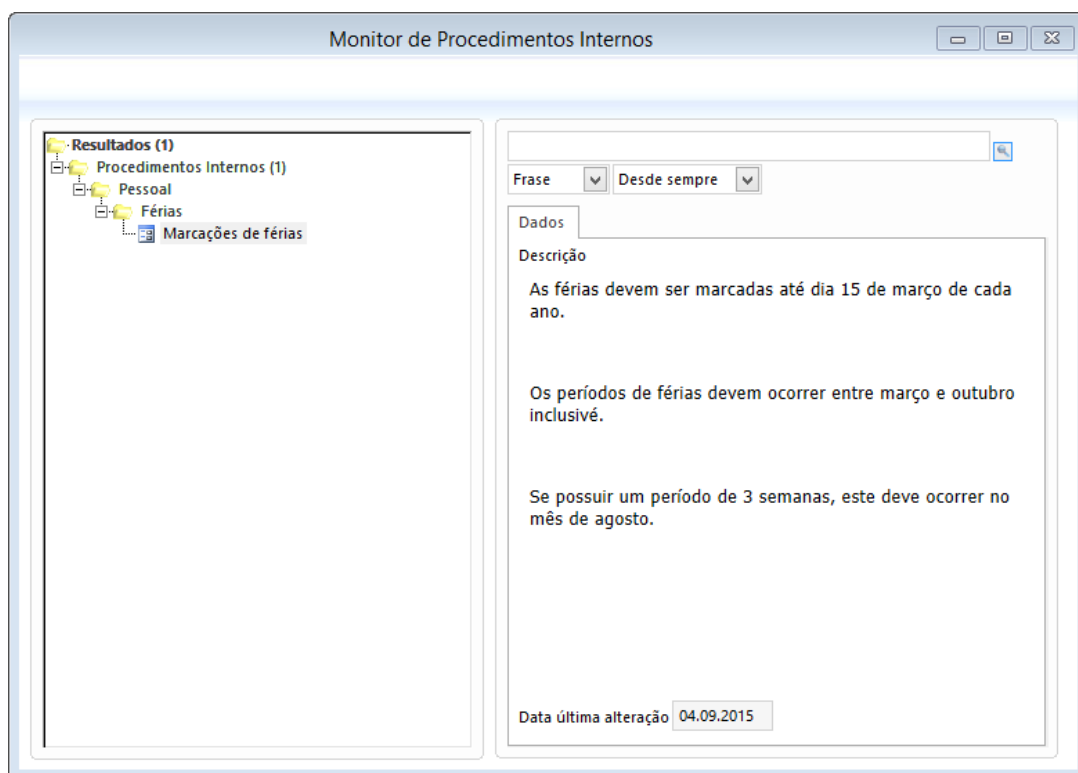 Monitor de Procedimentos Internos
Resultados (1)
Procedimentos Internos (1)
Pessoal
Férias
Marcações de férias
Frase
Desde sempre
Dados
Descrição
As férias devem ser marcadas até dia 15 de março de cada
ano.
Os períodos de férias devem ocorrer entre março e outubro
inclusivé.
Se possuir um período de 3 semanas, este deve ocorrer no
mês de agosto.
Data última alteração 04.09.2015